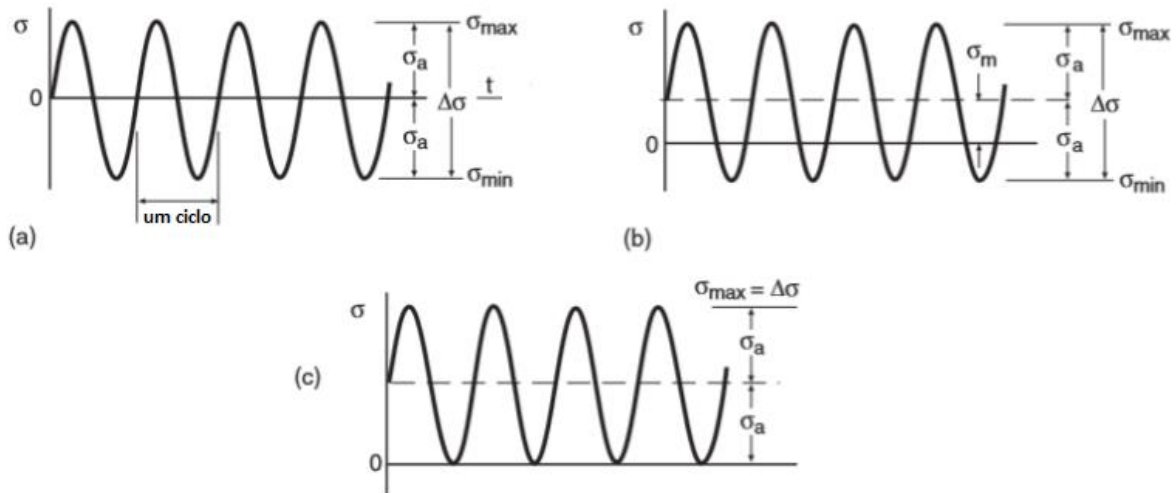 σ
σmax
σa
t
0
Δσ
σa
σmin
um ciclo
(a)
σ
σmax
σm
σa
Δσ
0
σa
σmin
(b)
σmax = Δσ
σ
σa
(c)
σa
0